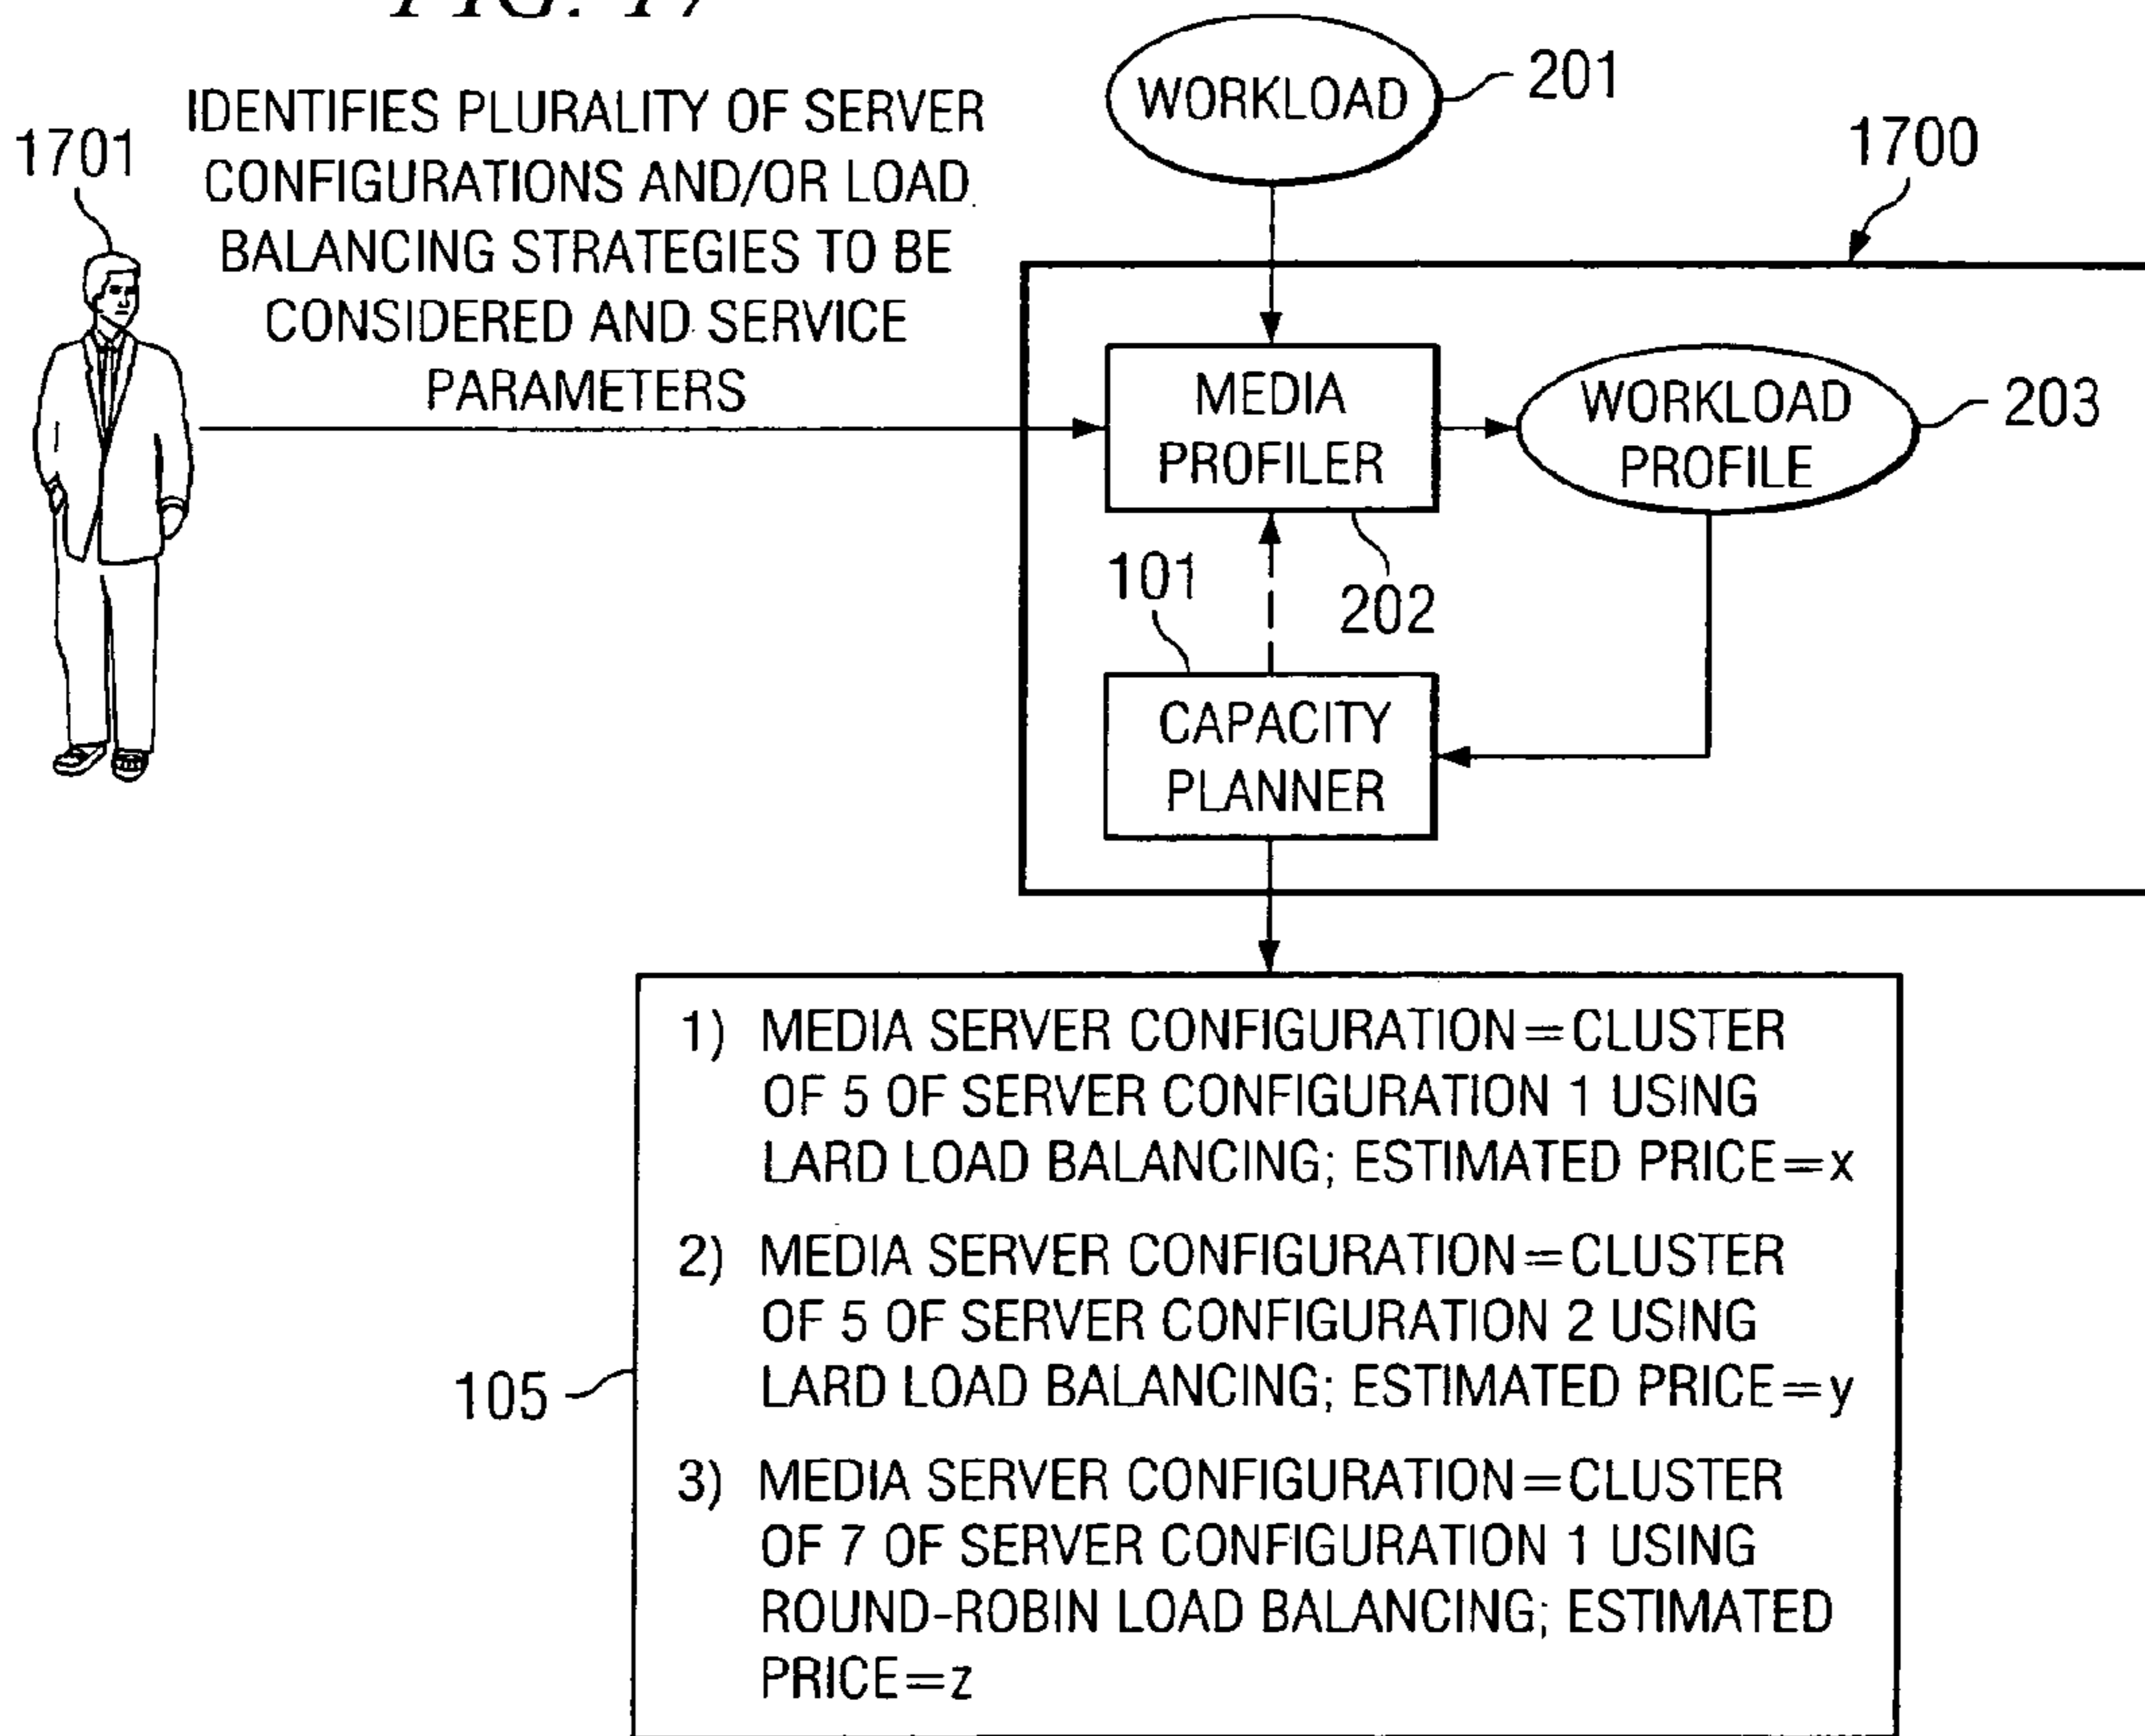 FIG. 17
WORKLOAD
201
1700
1701
IDENTIFIES PLURALITY OF SERVER
CONFIGURATIONS AND/OR LOAD
BALANCING STRATEGIES TO BE
CONSIDERED AND SERVICE
PARAMETERS
MEDIA
PROFILER
WORKLOAD
PROFILE
203
101
202
CAPACITY
PLANNER
1) MEDIA SERVER CONFIGURATION=CLUSTER
OF 5 OF SERVER CONFIGURATION 1 USING
LARD LOAD BALANCING; ESTIMATED PRICE=x
2) MEDIA SERVER CONFIGURATION=CLUSTER
OF 5 OF SERVER CONFIGURATION 2 USING
LARD LOAD BALANCING; ESTIMATED PRICE=y
3) MEDIA SERVER CONFIGURATION=CLUSTER
OF 7 OF SERVER CONFIGURATION 1 USING
ROUND-ROBIN LOAD BALANCING; ESTIMATED
PRICE=z
105